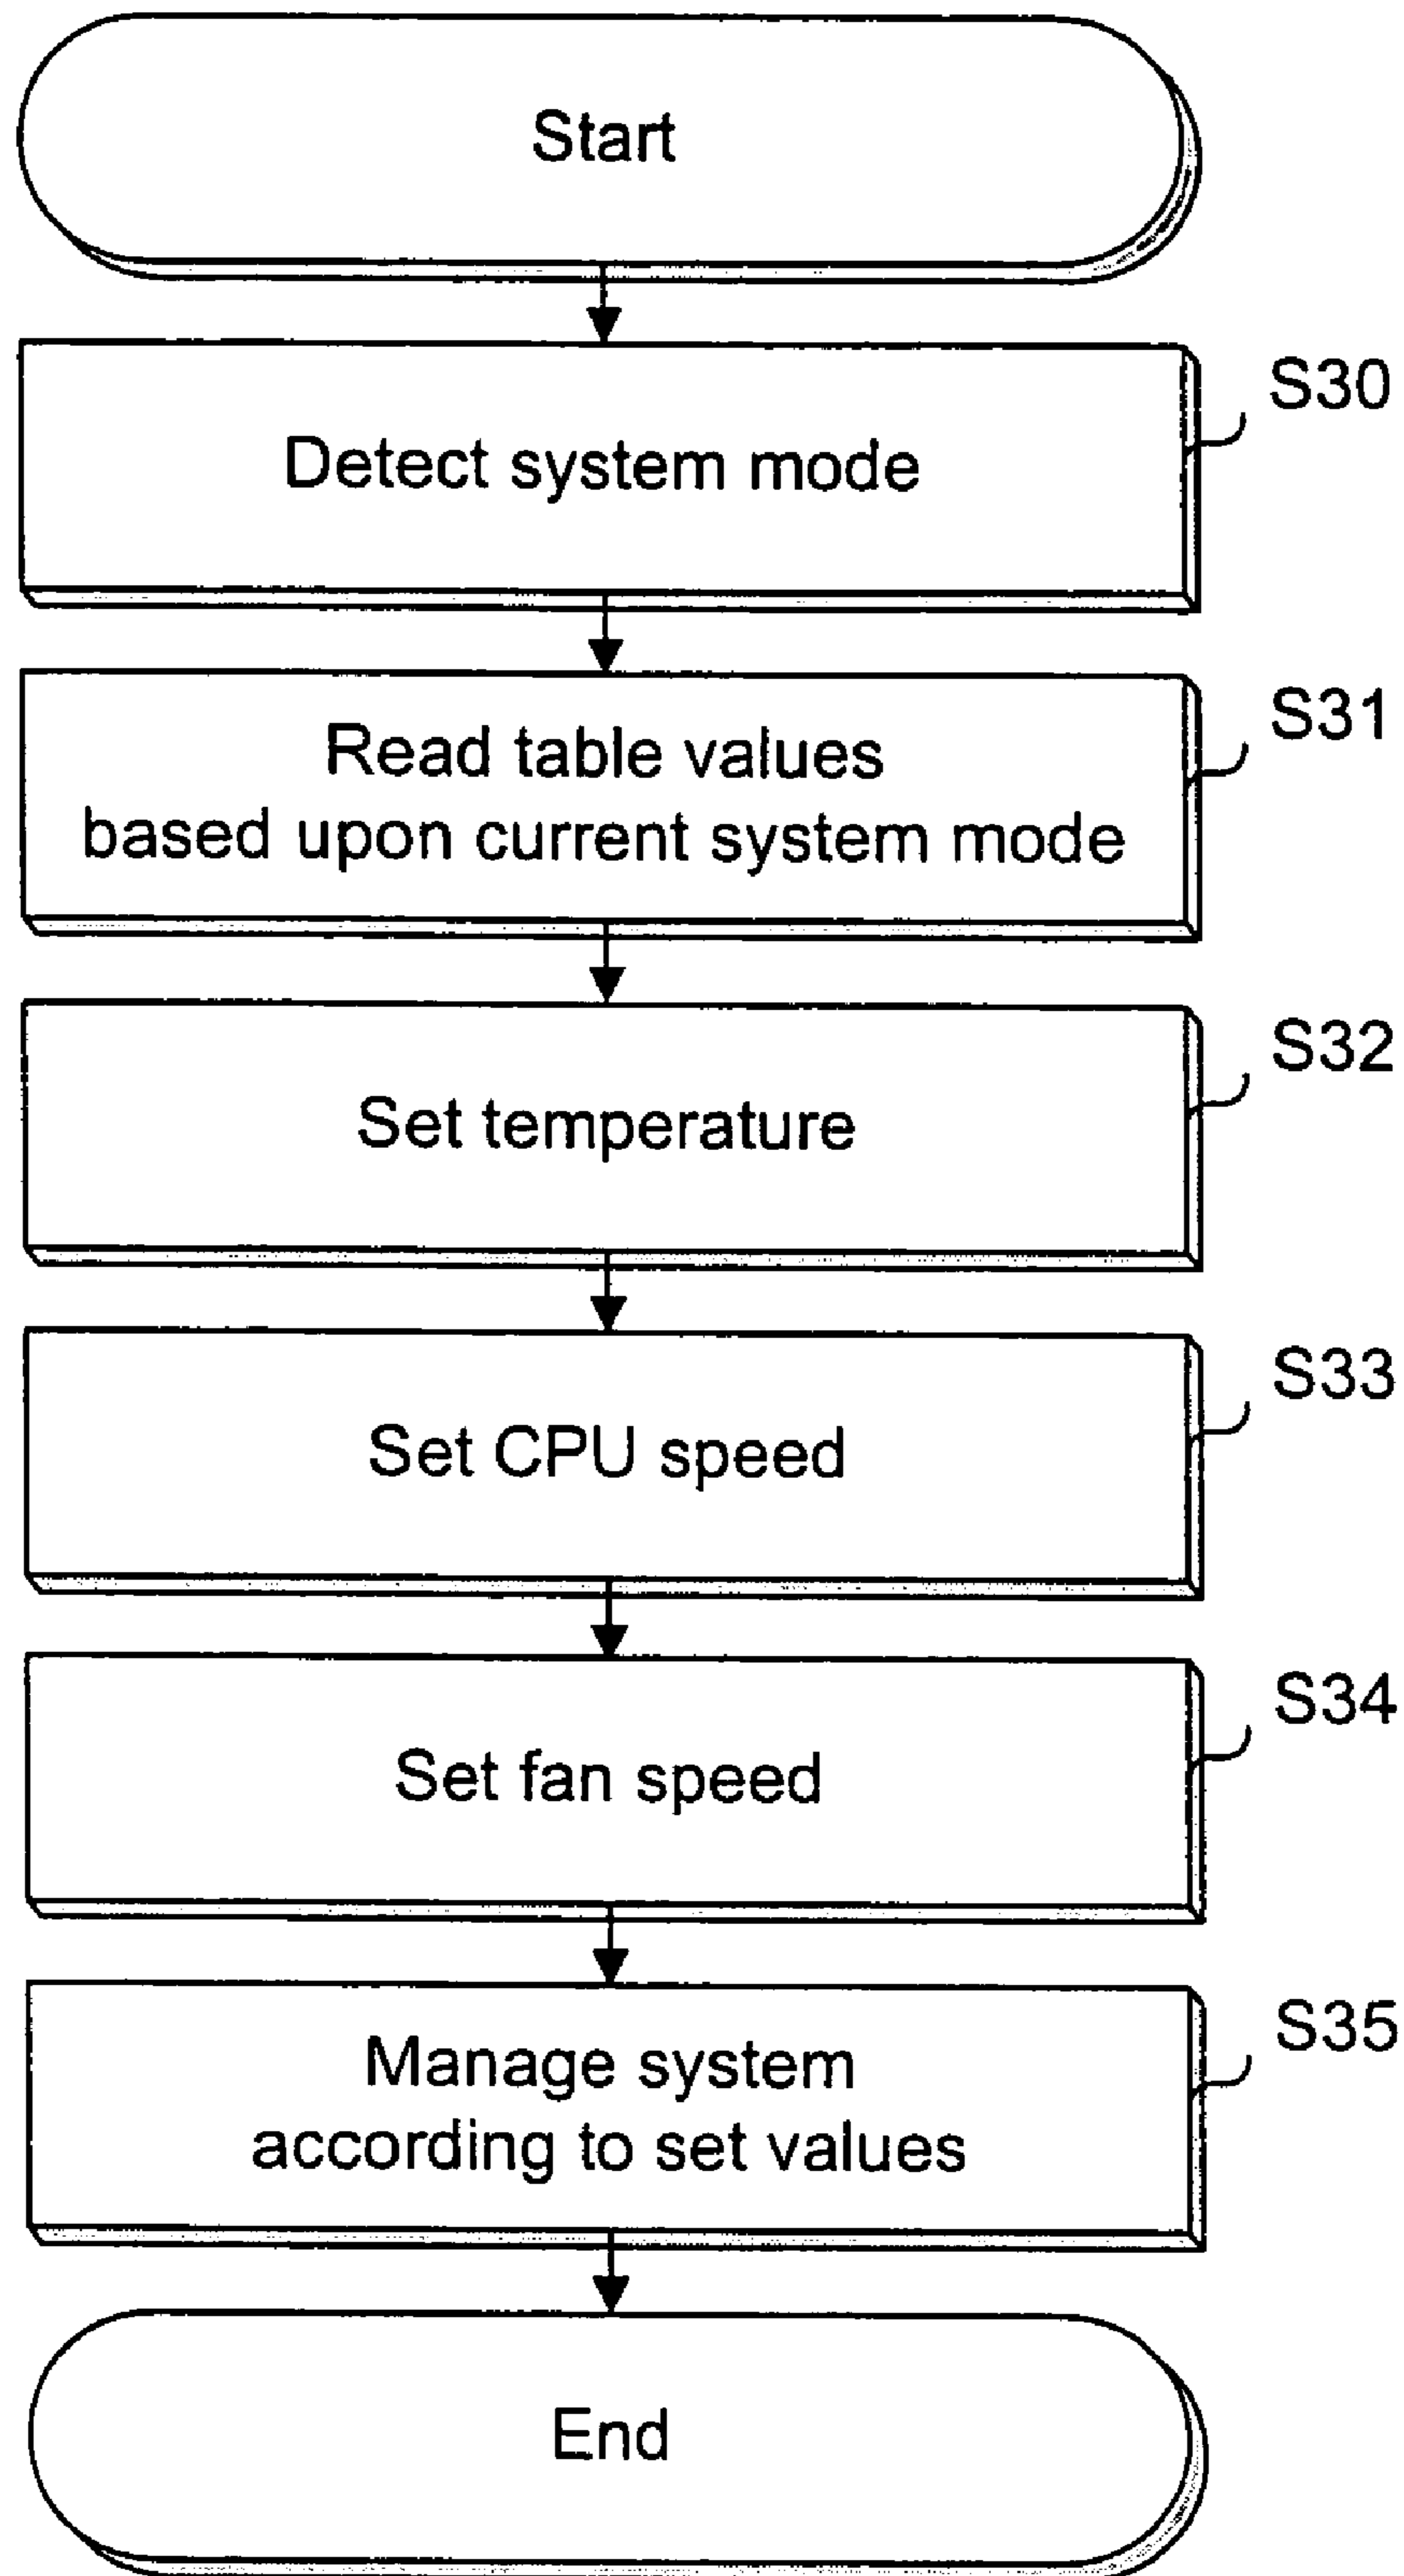 Start
S30
Detect system mode
S31
Read table values
based upon current system mode
S32
Set temperature
S33
Set CPU speed
S34
Set fan speed
S35
Manage system
according to set values
End